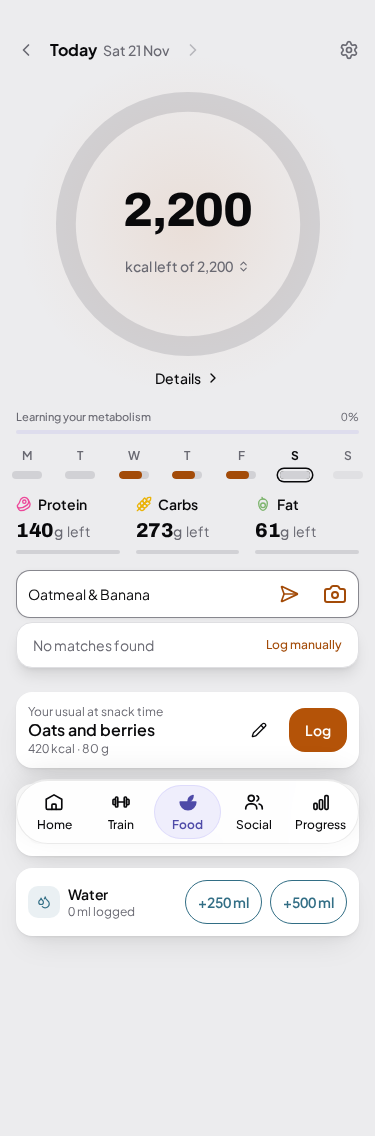 Today Sat 21 Nov
2,200
kcal left of 2,200
Details
Learning your metabolism 0%
M T W T F S S
Protein Carbs Fat
140g left 273g left 61g left
Oatmeal & Banana
No matches found Log manually
Your usual at snack time
Oats and berries
420 kcal · 80 g
Log
Home Train Food Social Progress
Water
0 ml logged
+250 ml +500 ml